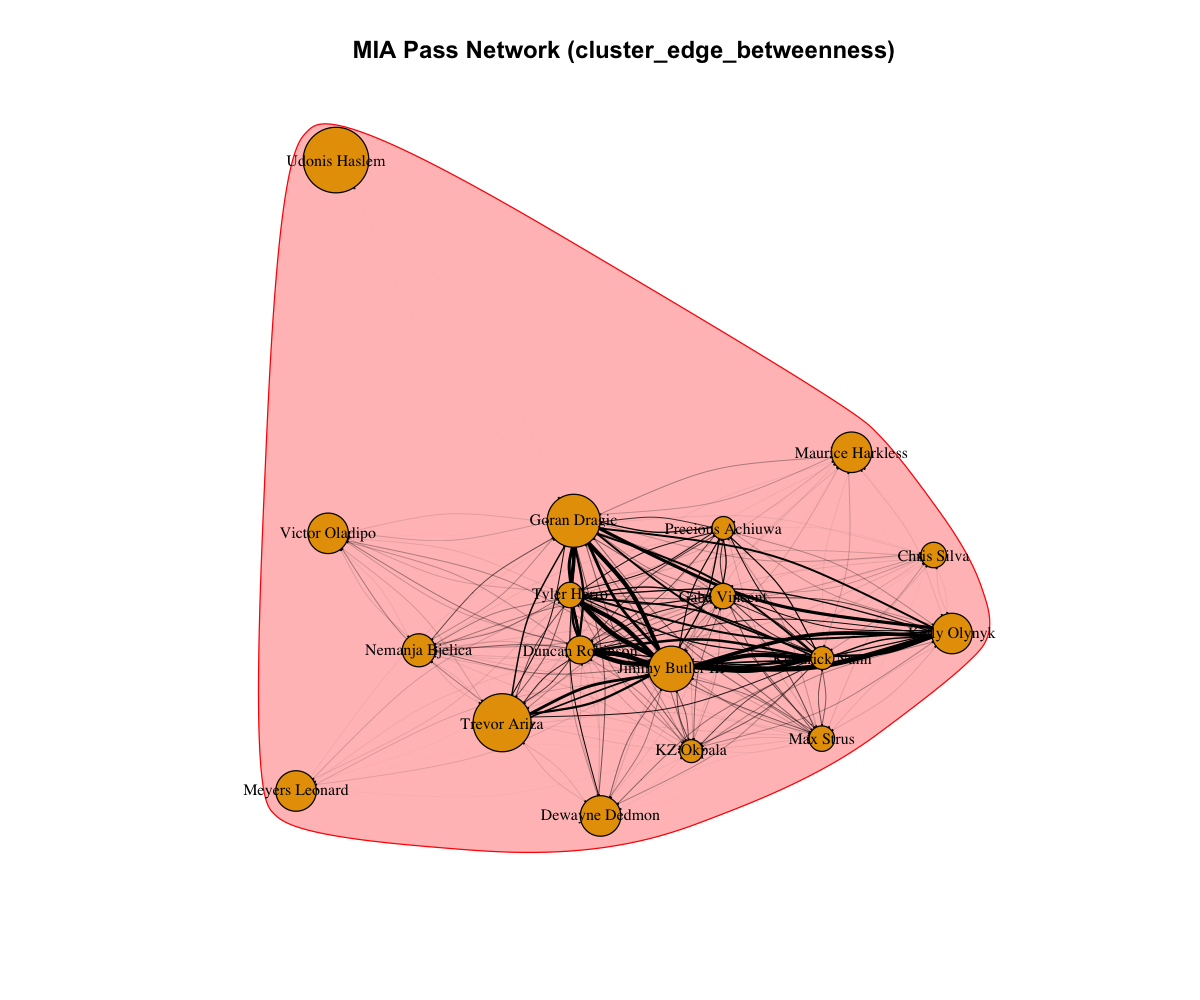 MIA Pass Network (cluster_edge_betweenness)
Udonis Haslem
Maurice Harkless
Goran Dragic
Precious Achiuwa
Victor Oladipo
Chris Silva
Tyler Herro
Gabe Vincent
Kelly Olynyk
Nemanja Bjelica
Duncan Robinson
Jimmy Butler
Trevor Ariza
Max Strus
KZ Okpala
Meyers Leonard
Dewayne Dedmon